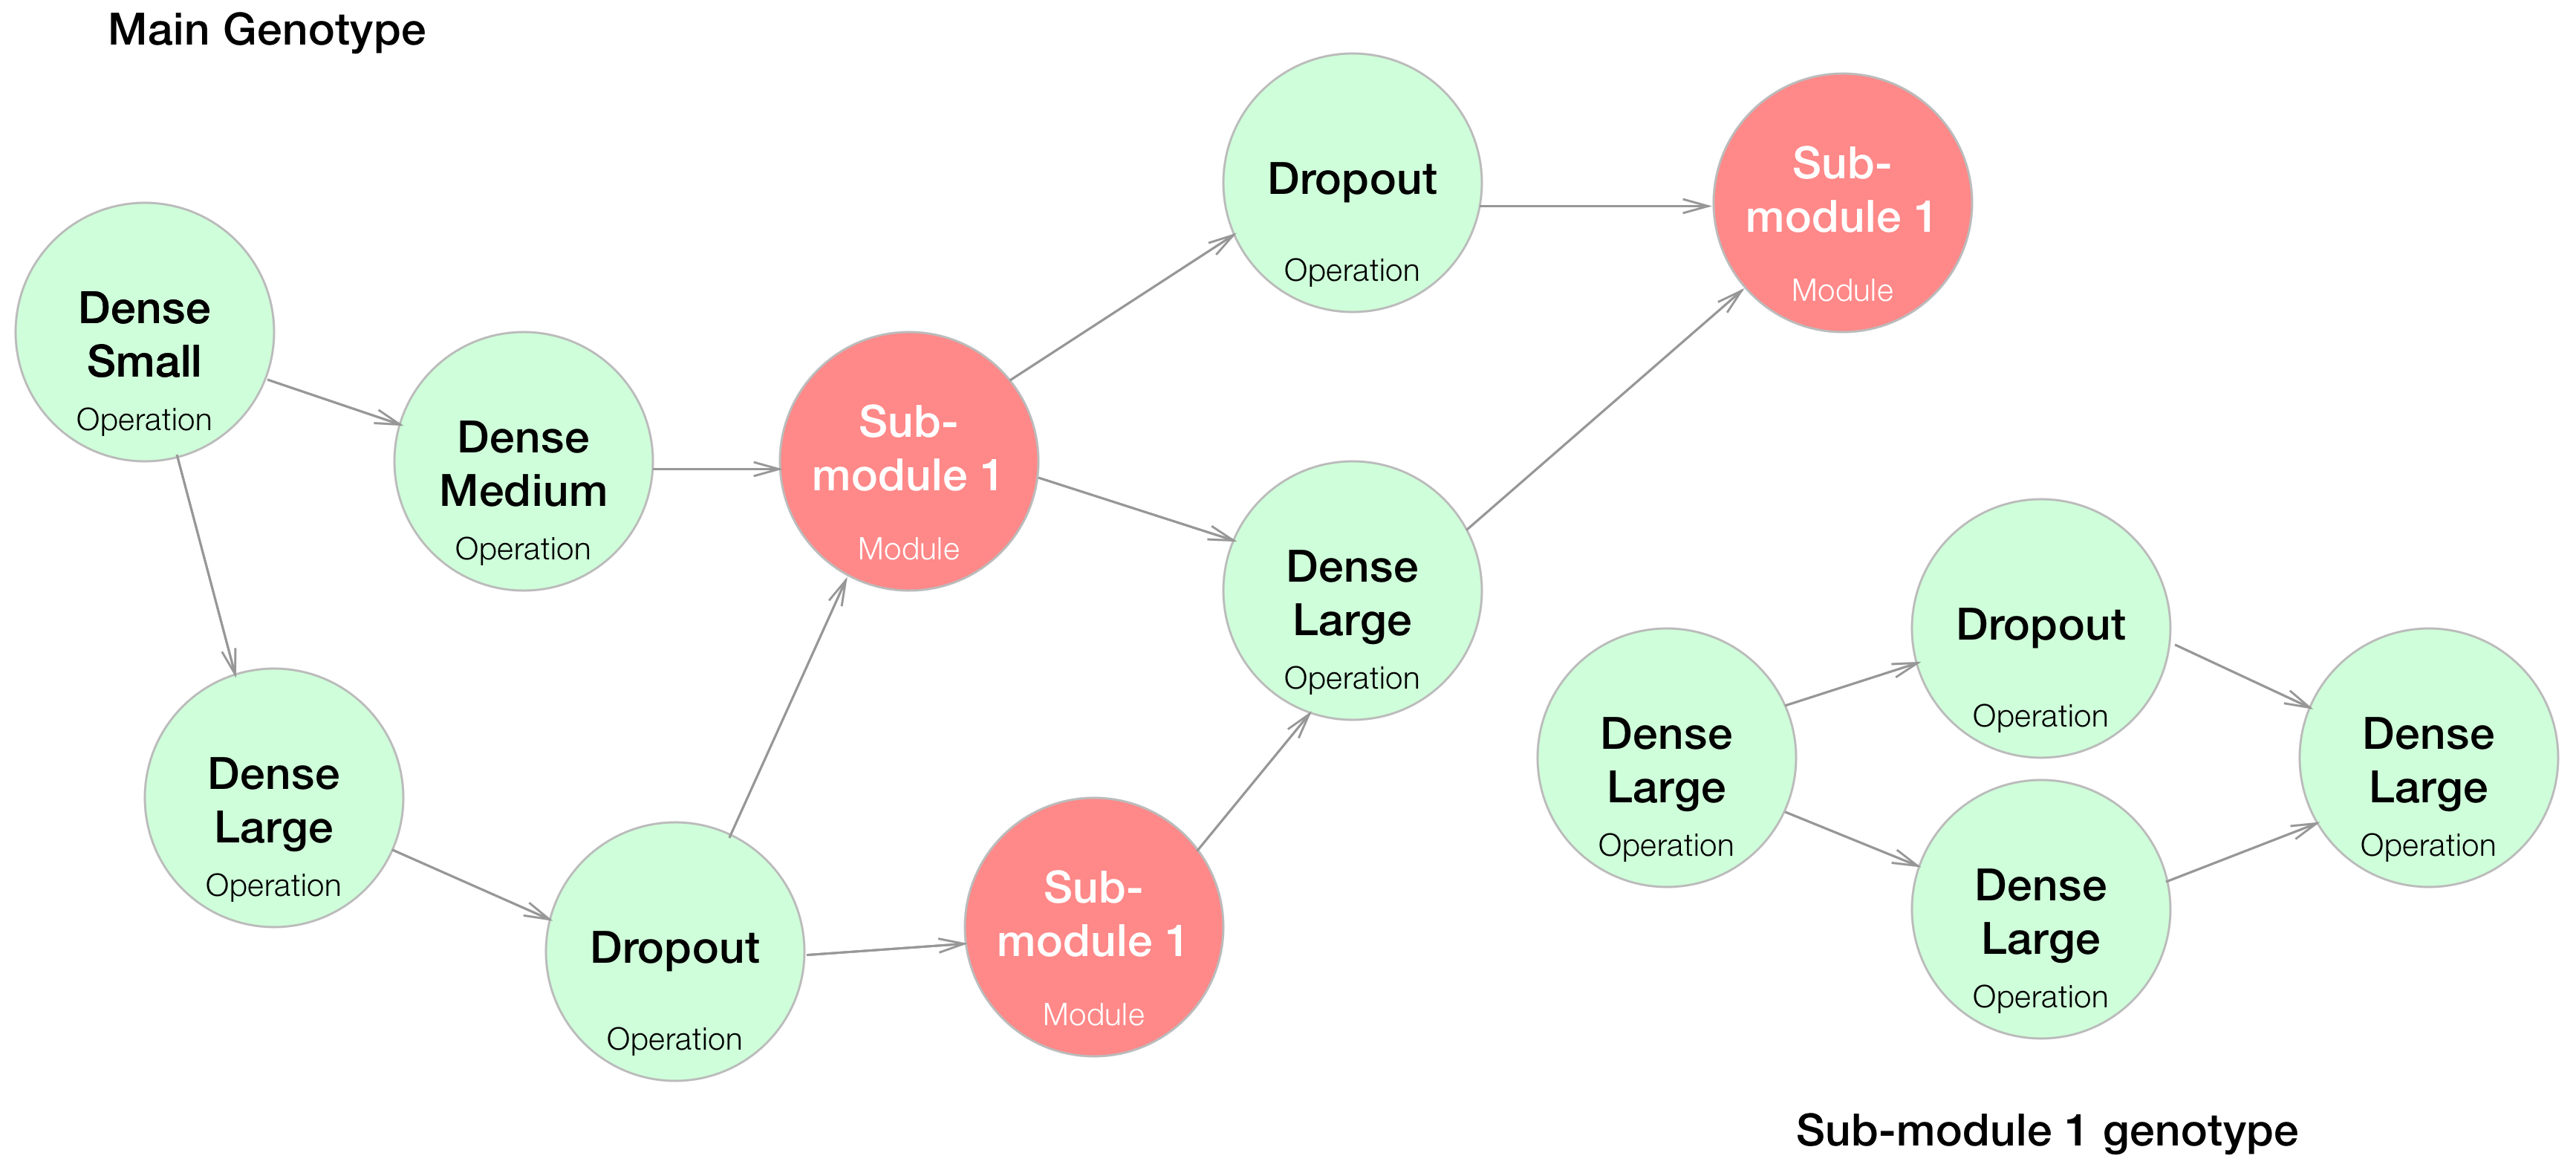 Main Genotype
Dense
Small
Operation
Dense
Medium
Operation
Sub-
module 1
Module
Dropout
Operation
Sub-
module 1
Module
Dense
Large
Operation
Dense
Large
Operation
Dropout
Operation
Sub-
module 1
Module
Dense
Large
Operation
Dropout
Operation
Dense
Large
Operation
Dense
Large
Operation
Sub-module 1 genotype